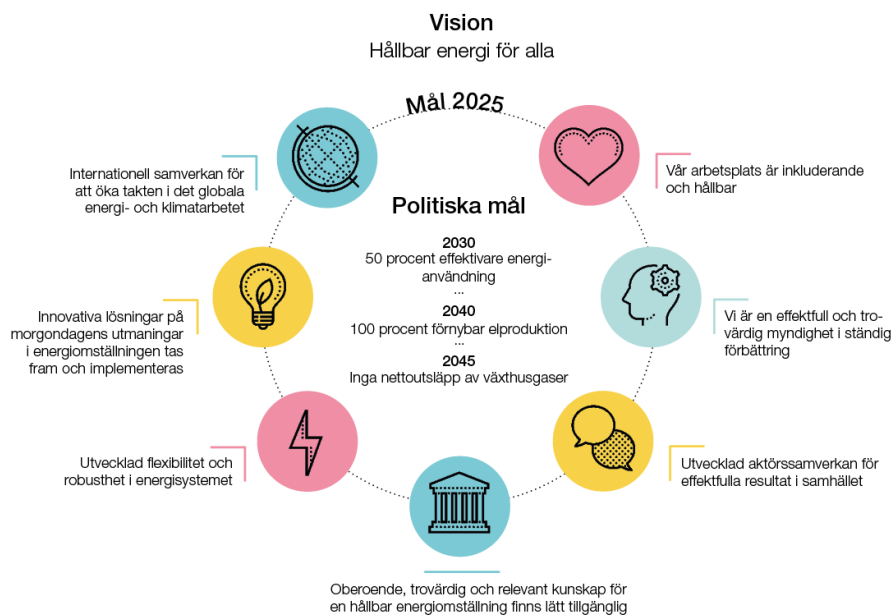 Vision
Hållbar energi för alla
Mål 2025
Internationell samverkan för
att öka takten i det globala
energi- och klimatarbetet
Vår arbetsplats är inkluderande
och hållbar
Politiska mål
2030
50 procent effektivare energi-
användning
...
2040
100 procent förnybar elproduktion
...
2045
Inga nettoutsläpp av växthusgaser
Innovativa lösningar på
morgondagens utmaningar
i energiomställningen tas
fram och implementeras
Vi är en effektfull och tro-
värdig myndighet i ständig
förbättring
Utvecklad flexibilitet och
robusthet i energisystemet
Utvecklad aktörssamverkan för
effektfulla resultat i samhället
Oberoende, trovärdig och relevant kunskap för
en hållbar energiomställning finns lätt tillgänglig